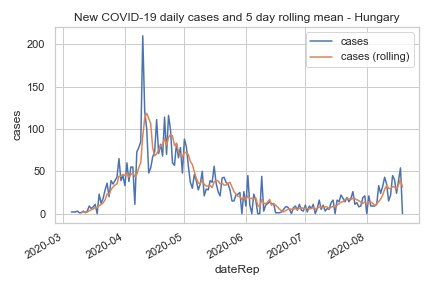 New COVID-19 daily cases and 5 day rolling mean - Hungary
cases
cases (rolling)
200
150
100
50
0
cases
2020-03
2020-04
2020-05
2020-06
2020-07
2020-08
dateRep